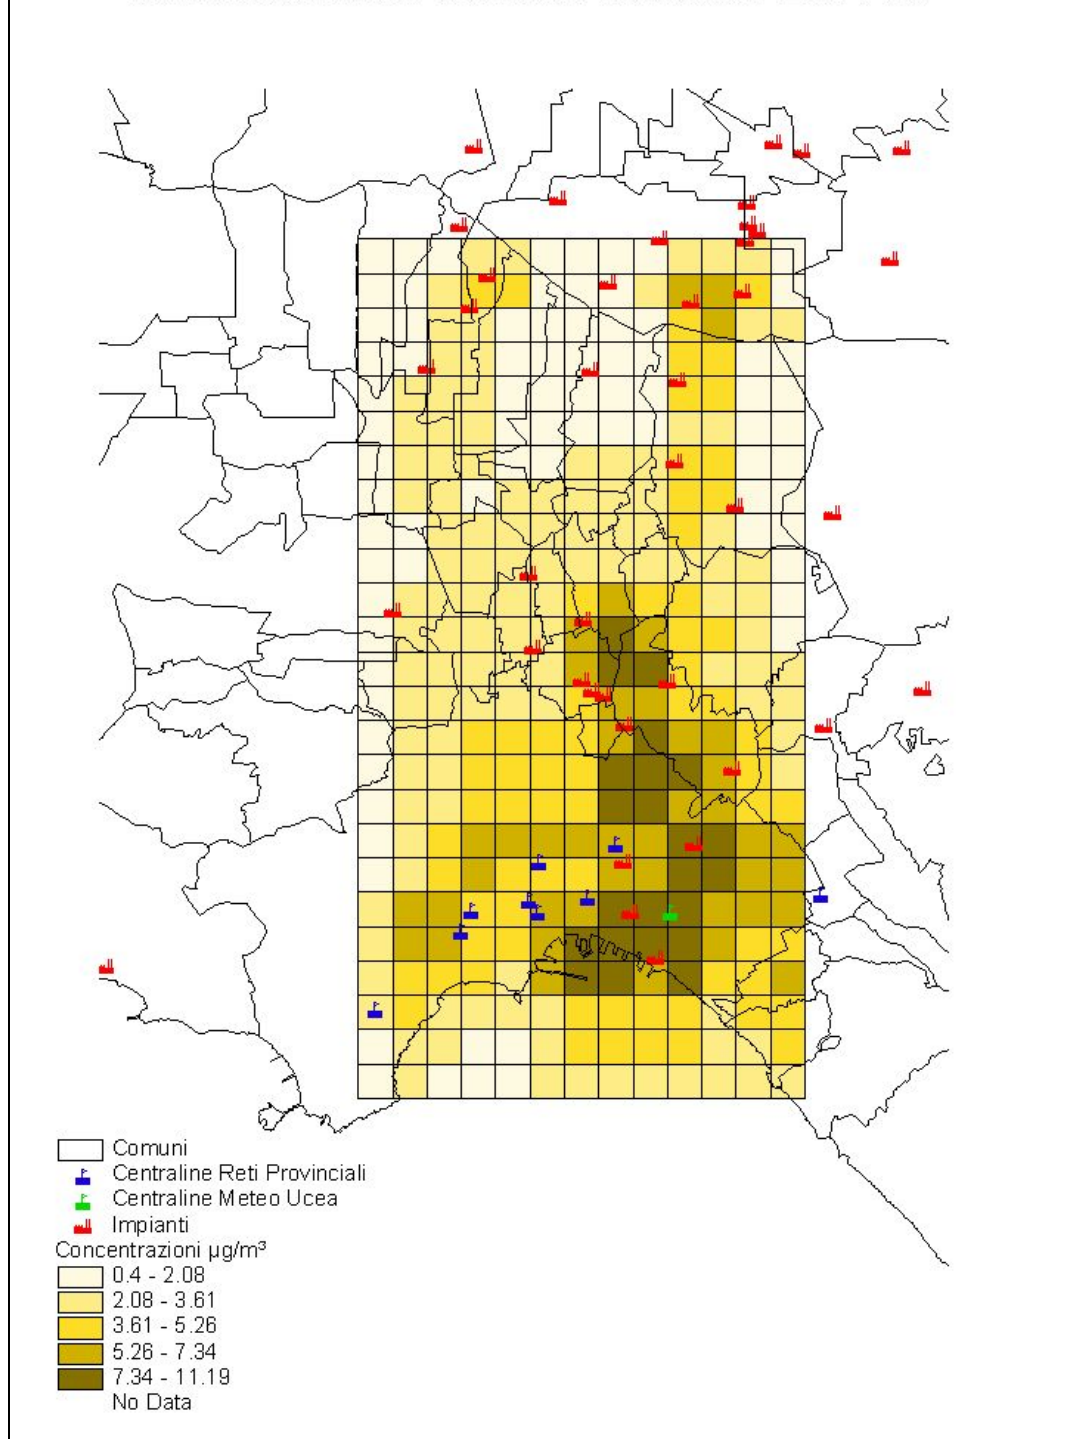 Comuni
Centraline Reti Provinciali
Centraline Meteo Ucea
Impianti
Concentrazioni µg/m³
0.4 - 2.08
2.08 - 3.61
3.61 - 5.26
5.26 - 7.34
7.34 - 11.19
No Data